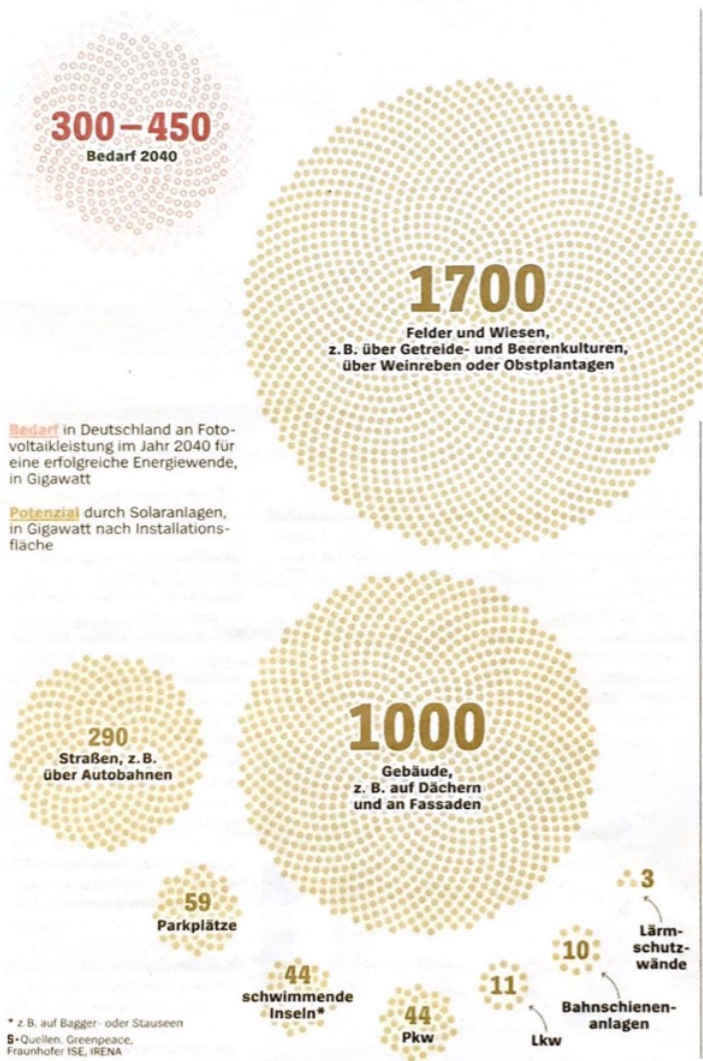 300–450
Bedarf 2040
1700
Felder und Wiesen,
z. B. über Getreide- und Beerenkulturen,
über Weinreben oder Obstplantagen
Bedarf in Deutschland an Foto-
voltaikleistung im Jahr 2040 für
eine erfolgreiche Energiewende,
in Gigawatt
Potenzial durch Solaranlagen,
in Gigawatt nach Installations-
fläche
290
Straßen, z. B.
über Autobahnen
1000
Gebäude,
z. B. auf Dächern
und an Fassaden
59
Parkplätze
44
schwimmende
Inseln*
44
Pkw
11
Lkw
10
Bahnschienen-
anlagen
3
Lärm-
schutz-
wände
* z. B. auf Bagger- oder Stauseen
S•Quellen: Greenpeace,
Fraunhofer ISE, IRENA